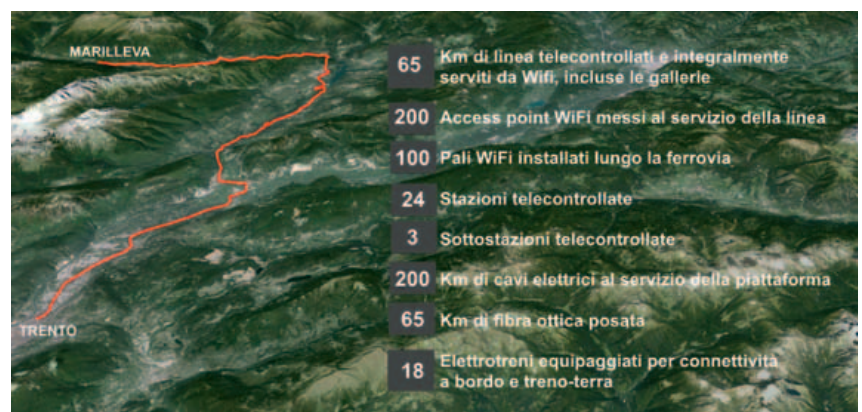 MARILLEVA
65
Km di linea telecontrollati e integralmente
serviti da Wifi, incluse le gallerie
200 Access point WiFi messi al servizio della linea
100 Pali WiFi installati lungo la ferrovia
24 Stazioni telecontrollate
3 Sottostazioni telecontrollate
200 Km di cavi elettrici al servizio della piattaforma
65 Km di fibra ottica posata
18
Elettrotreni equipaggiati per connettività
a bordo e treno-terra
TRENTO